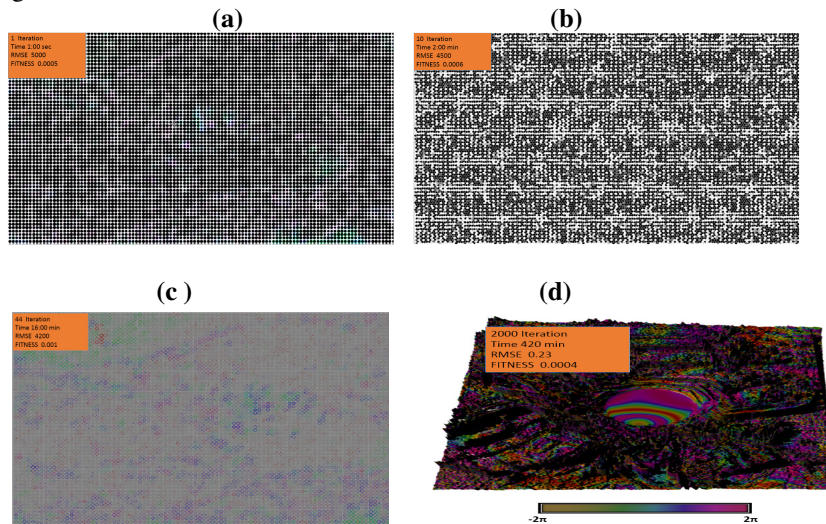 (a)
1 Iteration
Time 1:00 sec
RMSE 5000
FITNESS 0.0005
(b)
10 Iteration
Time 2:00 min
RMSE 4500
FITNESS 0.0006
(c )
44 Iteration
Time 16:00 min
RMSE 4200
FITNESS 0.001
(d)
2000 Iteration
Time 420 min
RMSE 0.23
FITNESS 0.0004
-2π
2π